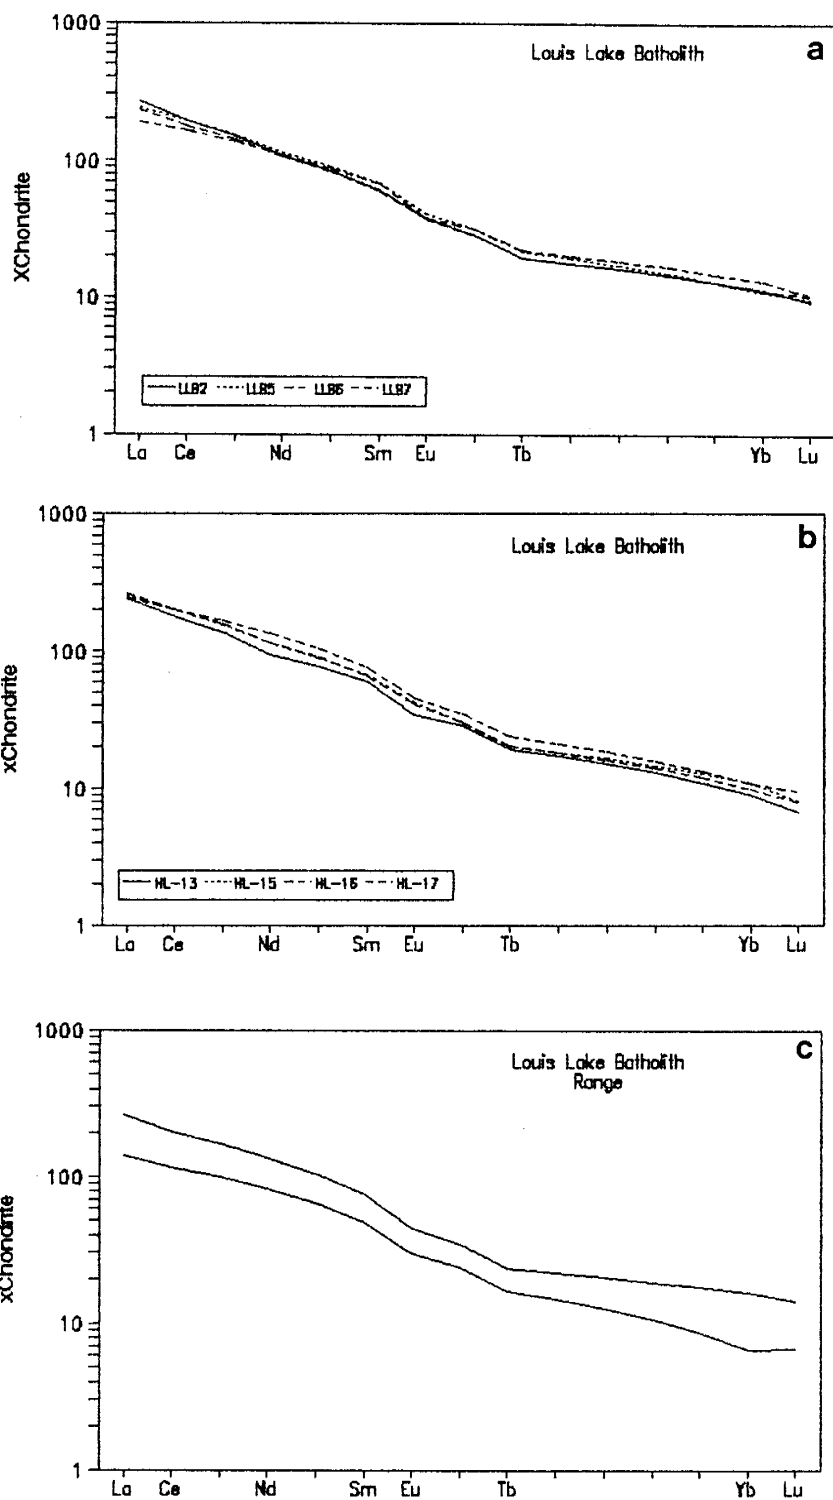 1000
Louis Lake Batholith
a
100
XChondrite
10
LLB2 LLB5 LLB6 LLB7
1
La Ce Nd Sm Eu Tb Yb Lu
1000
Louis Lake Batholith
b
100
xChondrite
10
HL-13 HL-15 HL-16 HL-17
1
La Ce Nd Sm Eu Tb Yb Lu
1000
Louis Lake Batholith
c
Range
100
xChondrite
10
1
La Ce Nd Sm Eu Tb Yb Lu